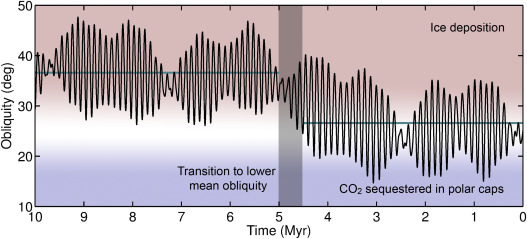 50
40
30
20
10
Obliquity (deg)
Ice deposition
Transition to lower
mean obliquity
CO₂ sequestered in polar caps
10 9 8 7 6 5 4 3 2 1 0
Time (Myr)